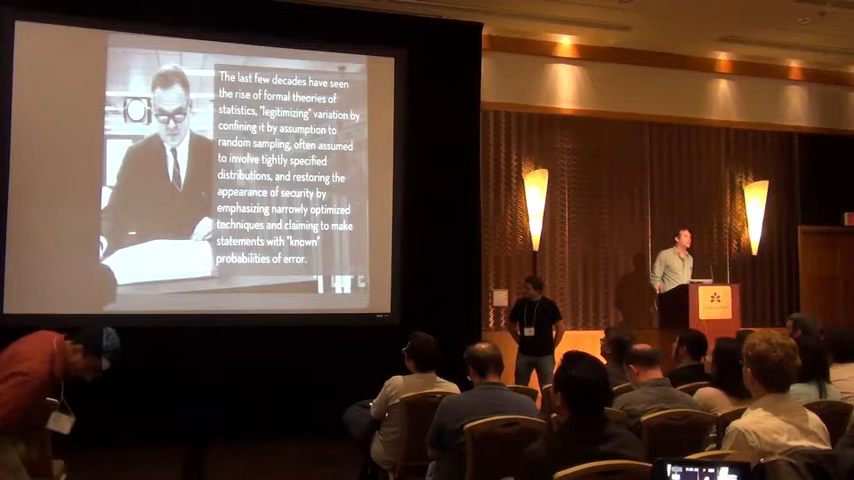 The last few decades have seen
the rise of formal theories of
statistics, "legitimizing" variation by
confining it by assumption to
random sampling, often assumed
to involve tightly specified
distributions, and restoring the
appearance of security by
emphasizing narrowly optimized
techniques and claiming to make
statements with "known"
probabilities of error.